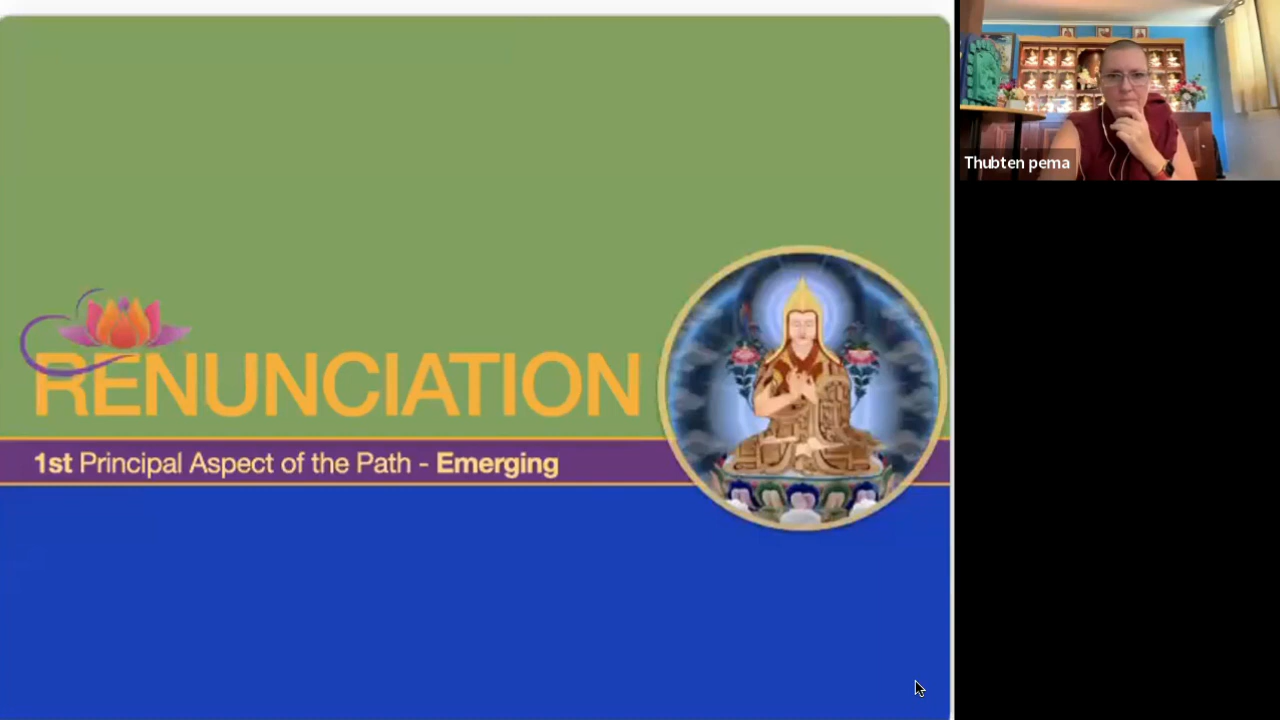 RENUNCIATION
1st Principal Aspect of the Path - Emerging
Thubten pema